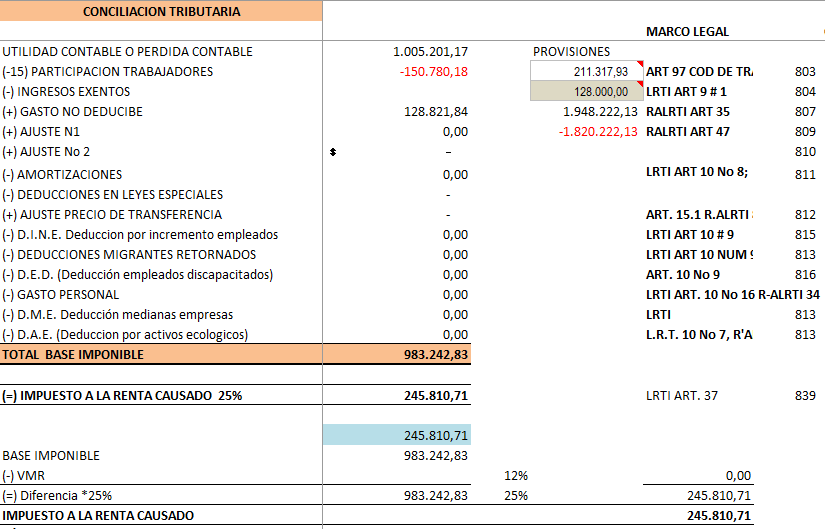 CONCILIACION TRIBUTARIA
MARCO LEGAL
UTILIDAD CONTABLE O PERDIDA CONTABLE 1.005.201,17 PROVISIONES
(-15) PARTICIPACION TRABAJADORES -150.780,18 211.317,93 ART 97 COD DE TRA 803
(-) INGRESOS EXENTOS 128.000,00 LRTI ART 9 # 1 804
(+) GASTO NO DEDUCIBE 128.821,84 1.948.222,13 RALRTI ART 35 807
(+) AJUSTE N1 0,00 -1.820.222,13 RALRTI ART 47 809
(+) AJUSTE No 2 – 810
(-) AMORTIZACIONES 0,00 LRTI ART 10 No 8; 811
(-) DEDUCCIONES EN LEYES ESPECIALES -
(+) AJUSTE PRECIO DE TRANSFERENCIA - ART. 15.1 R.ALRTI 812
(-) D.I.N.E. Deduccion por incremento empleados 0,00 LRTI ART 10 # 9 815
(-) DEDUCCIONES MIGRANTES RETORNADOS 0,00 LRTI ART 10 NUM 9 813
(-) D.E.D. (Deducción empleados discapacitados) 0,00 ART. 10 No 9 816
(-) GASTO PERSONAL 0,00 LRTI ART. 10 No 16 R-ALRTI 34
(-) D.M.E. Deducción medianas empresas 0,00 LRTI 813
(-) D.A.E. (Deduccion por activos ecologicos) 0,00 L.R.T. 10 No 7, R'A 813
TOTAL BASE IMPONIBLE 983.242,83
(=) IMPUESTO A LA RENTA CAUSADO 25% 245.810,71 LRTI ART. 37 839
245.810,71
BASE IMPONIBLE 983.242,83
(-) VMR 12% 0,00
(=) Diferencia *25% 983.242,83 25% 245.810,71
IMPUESTO A LA RENTA CAUSADO 245.810,71